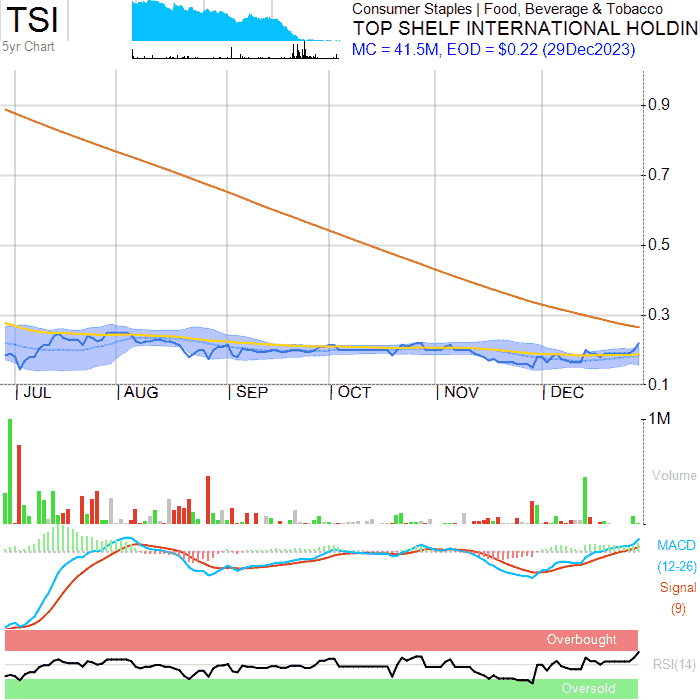 TSI
5yr Chart
Consumer Staples | Food, Beverage & Tobacco
TOP SHELF INTERNATIONAL HOLDIN
MC = 41.5M, EOD = $0.22 (29Dec2023)
0.9
0.7
0.5
0.3
0.1
JUL AUG SEP OCT NOV DEC
1M
Volume
MACD
(12-26)
Signal
(9)
Overbought
RSI(14)
Oversold